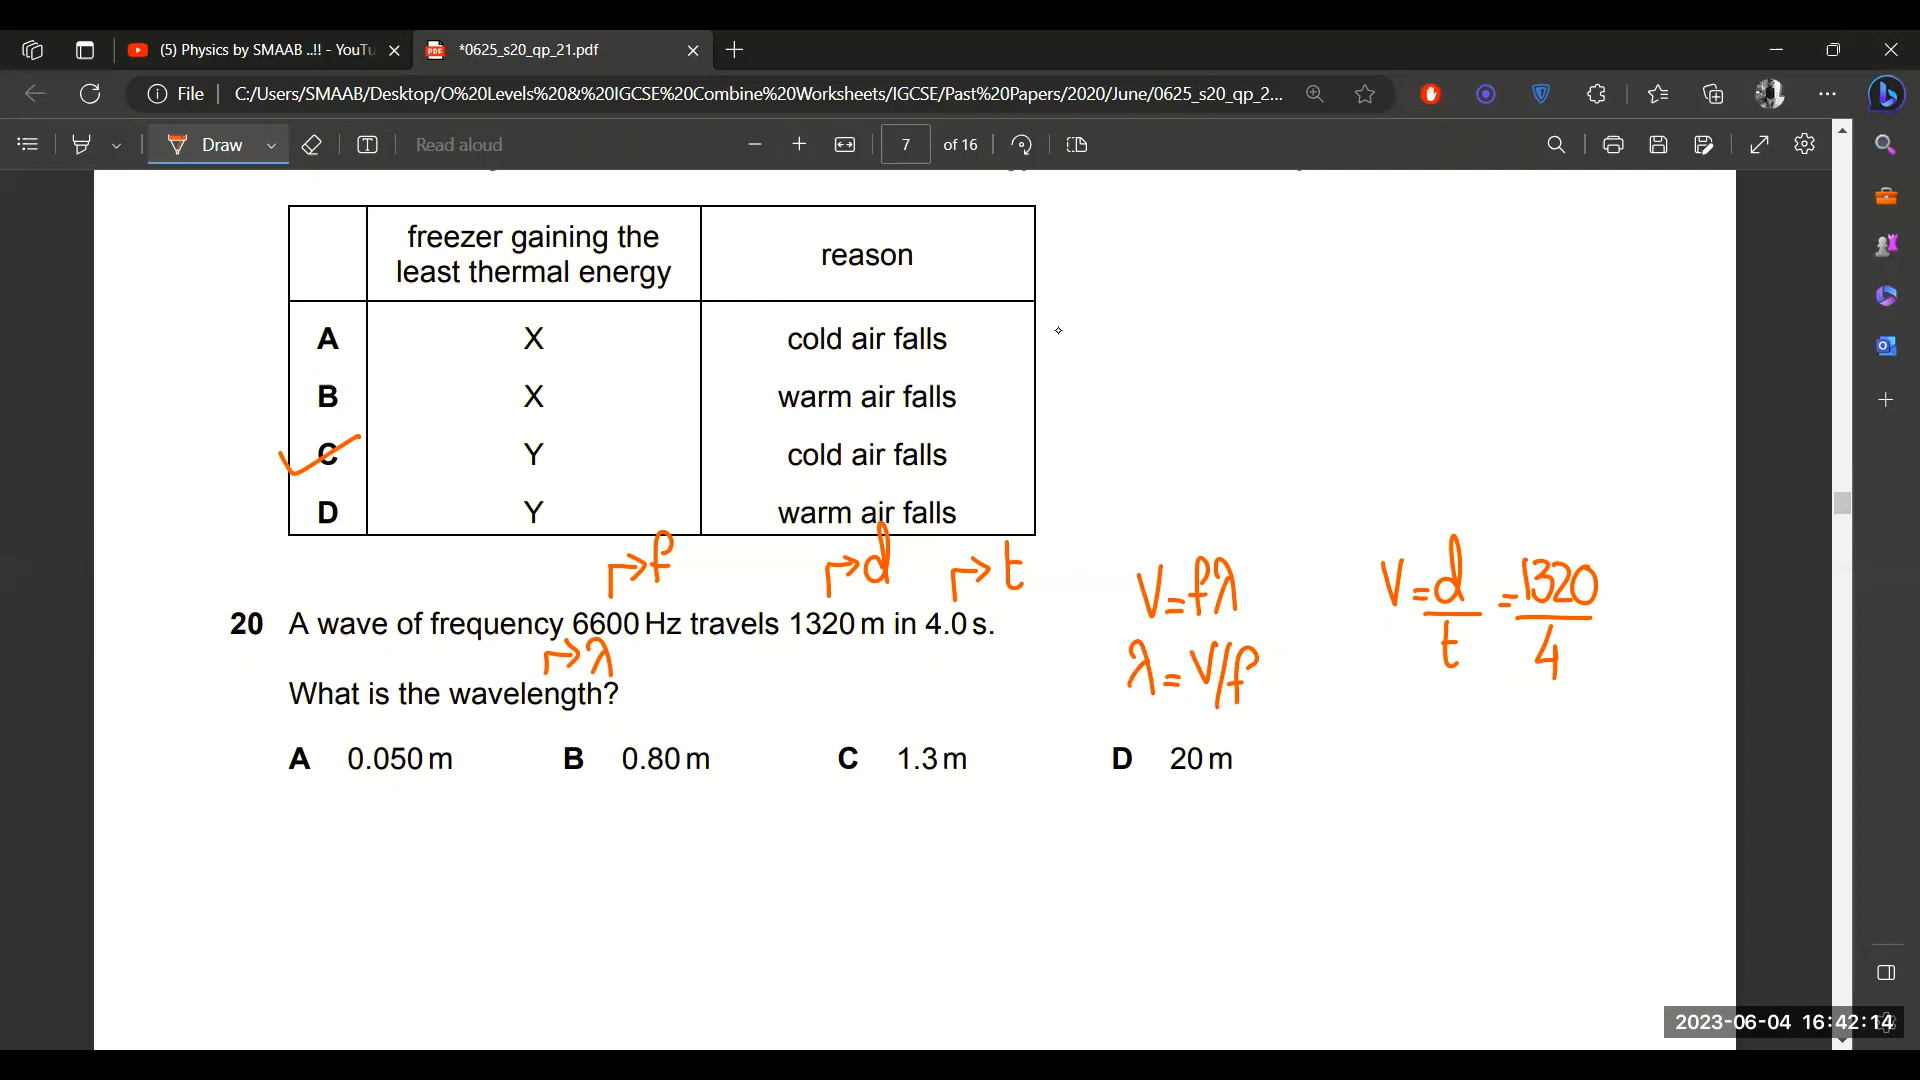 (5) Physics by SMAAB ..!! - YouTu
*0625_s20_qp_21.pdf
File
C:/Users/SMAAB/Desktop/O%20Levels%20&%20IGCSE%20Combine%20Worksheets/IGCSE/Past%20Papers/2020/June/0625_s20_qp_2...
Draw
Read aloud
7 of 16
freezer gaining the least thermal energy
reason
A X cold air falls
B X warm air falls
C Y cold air falls
D Y warm air falls
f d t
20 A wave of frequency 6600 Hz travels 1320 m in 4.0 s.
λ
What is the wavelength?
A 0.050 m B 0.80 m C 1.3 m D 20 m
V=fλ
λ=V/f
V=d/t=1320/4
2023-06-04 16:42:14